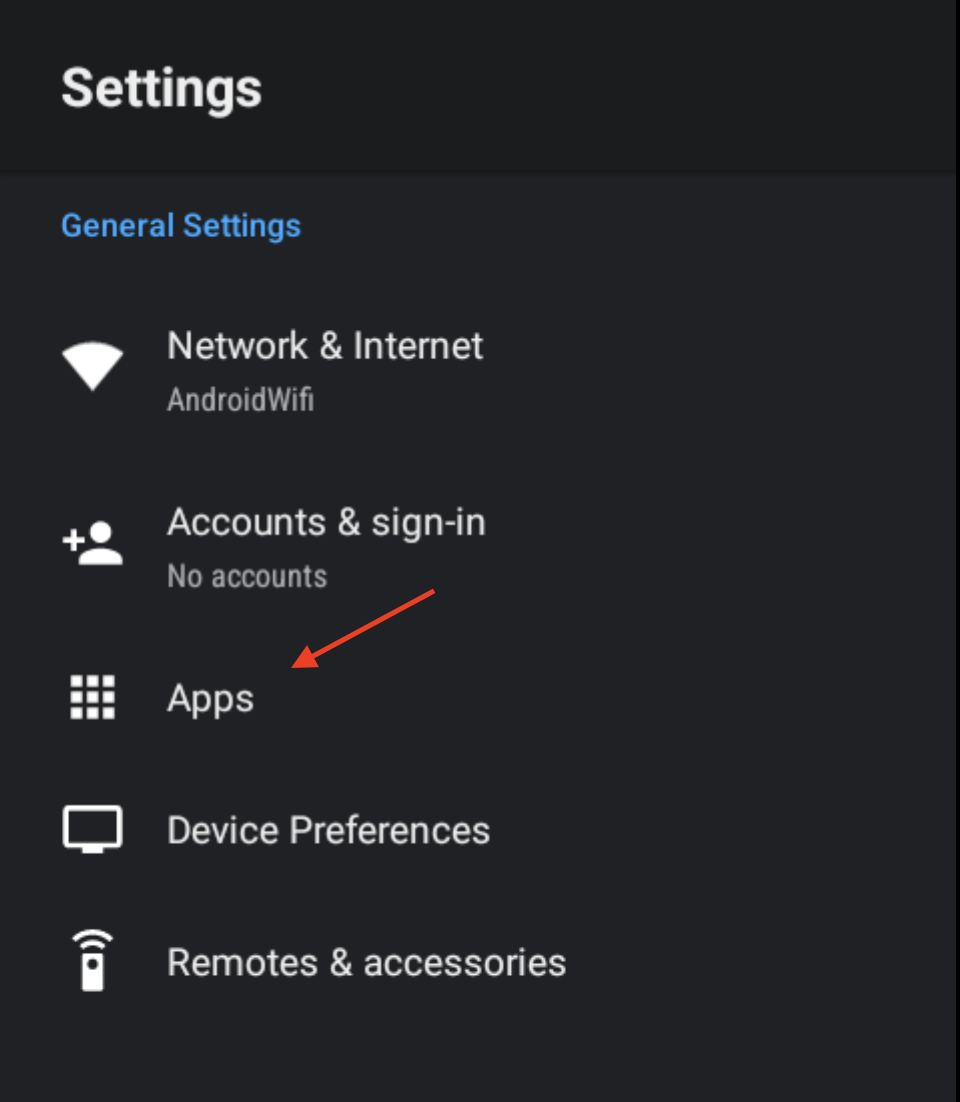 Settings
General Settings
Network & Internet
AndroidWifi
Accounts & sign-in
No accounts
Apps
Device Preferences
Remotes & accessories